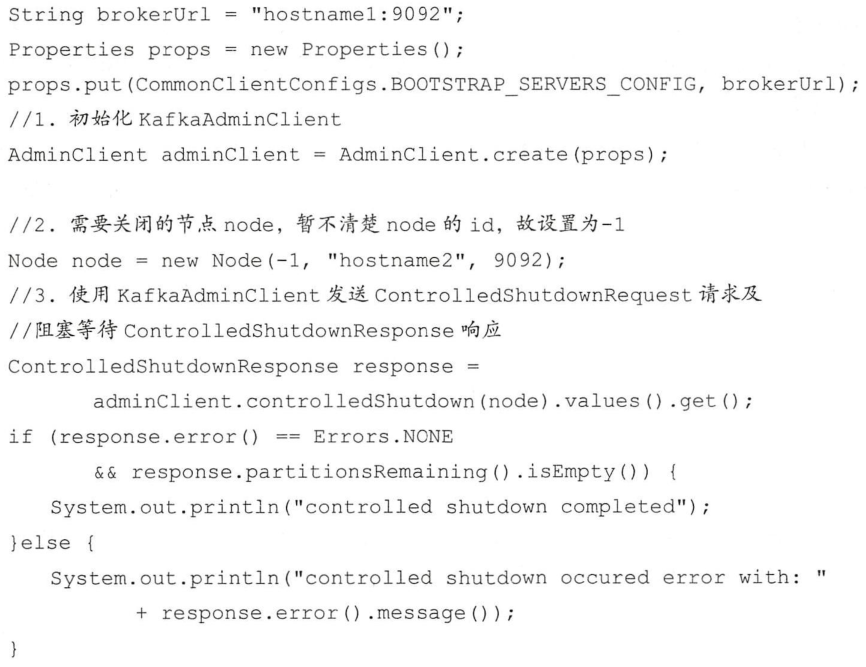 String brokerUrl = "hostname1:9092";
Properties props = new Properties();
props.put(CommonClientConfigs.BOOTSTRAP_SERVERS_CONFIG, brokerUrl);
//1. 初始化 KafkaAdminClient
AdminClient adminClient = AdminClient.create(props);
//2. 需要关闭的节点 node, 暂不清楚 node 的 id, 故设置为-1
Node node = new Node(-1, "hostname2", 9092);
//3. 使用 KafkaAdminClient 发送 ControlledShutdownRequest 请求及
//阻塞等待 ControlledShutdownResponse 响应
ControlledShutdownResponse response =
adminClient.controlledShutdown(node).values().get();
if (response.error() == Errors.NONE
&& response.partitionsRemaining().isEmpty()) {
System.out.println("controlled shutdown completed");
}else {
System.out.println("controlled shutdown occured error with: "
+ response.error().message());
}